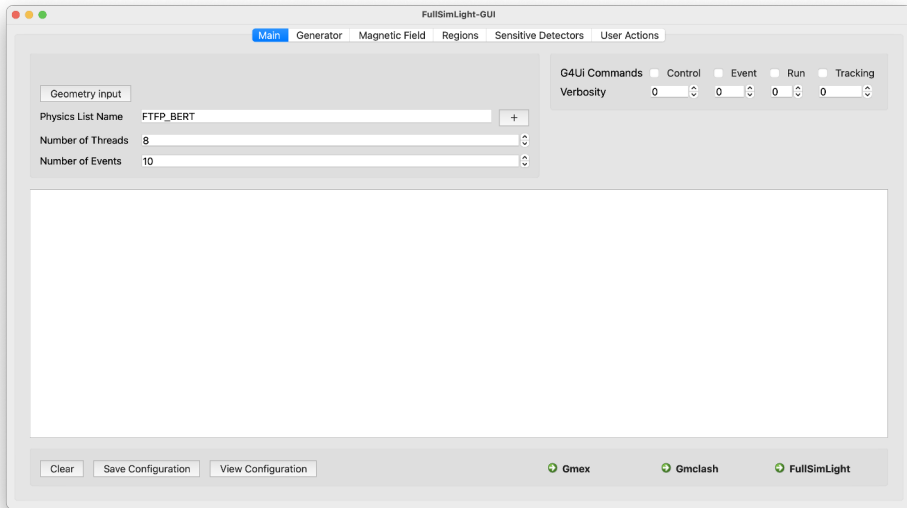 FullSimLight-GUI
Main Generator Magnetic Field Regions Sensitive Detectors User Actions
G4Ui Commands Control Event Run Tracking
Verbosity 0 0 0 0
Geometry input
Physics List Name FTFP_BERT +
Number of Threads 8
Number of Events 10
Clear Save Configuration View Configuration Gmex Gmclash FullSimLight